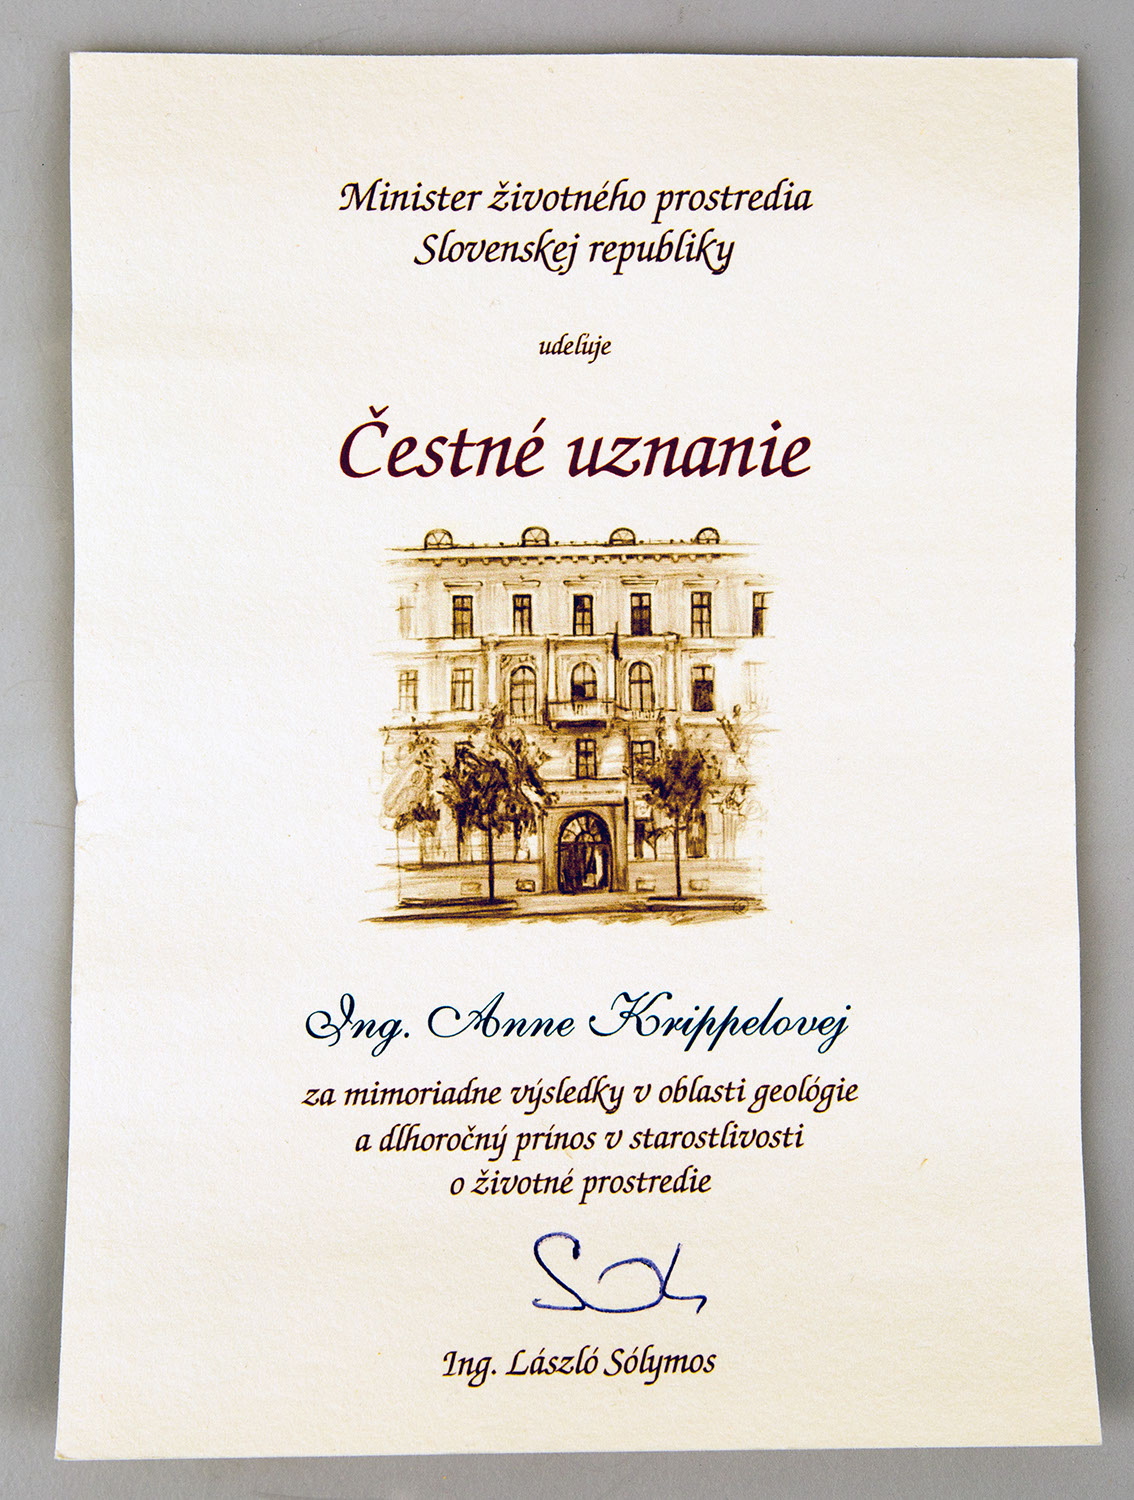 Minister životného prostredia
Slovenskej republiky
udeľuje
Čestné uznanie
Ing. Anne Krippelovej
za mimoriadne výsledky v oblasti geológie
a dlhoročný prínos v starostlivosti
o životné prostredie
Ing. László Sólymos